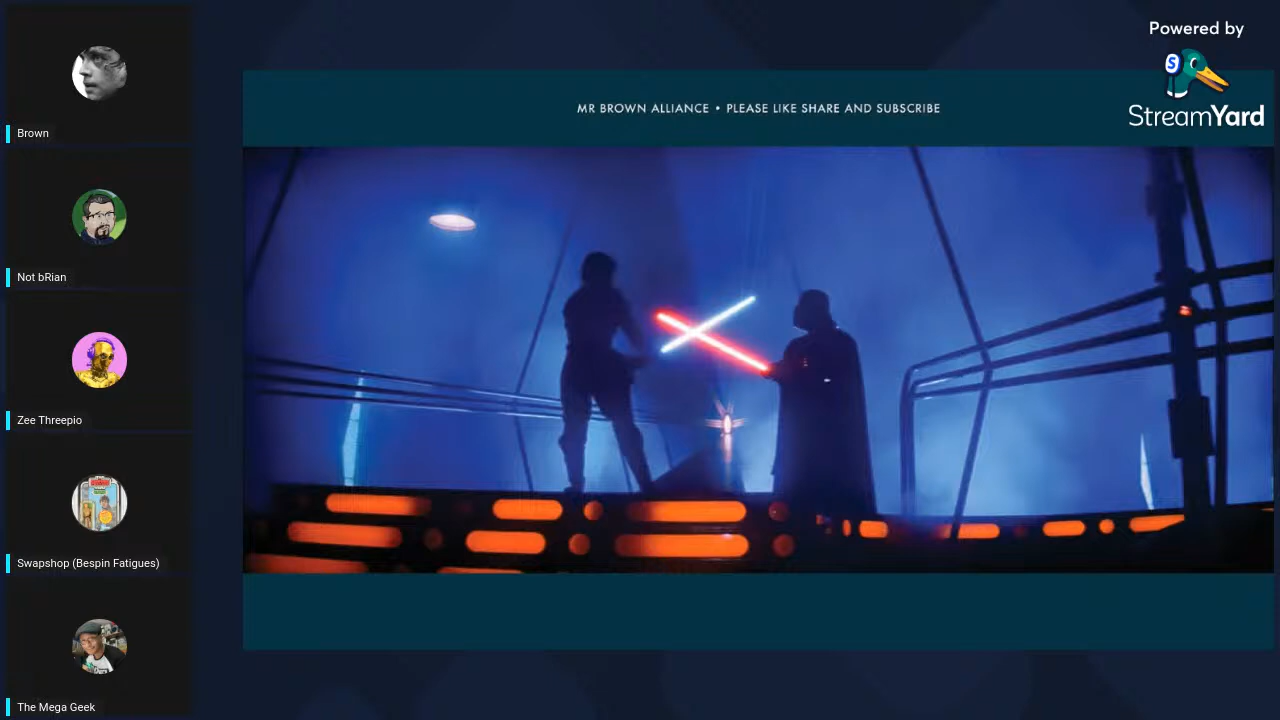 Powered by
S
StreamYard
MR BROWN ALLIANCE • PLEASE LIKE SHARE AND SUBSCRIBE
Brown
Not bRian
Zee Threepio
Swapshop (Bespin Fatigues)
The Mega Geek